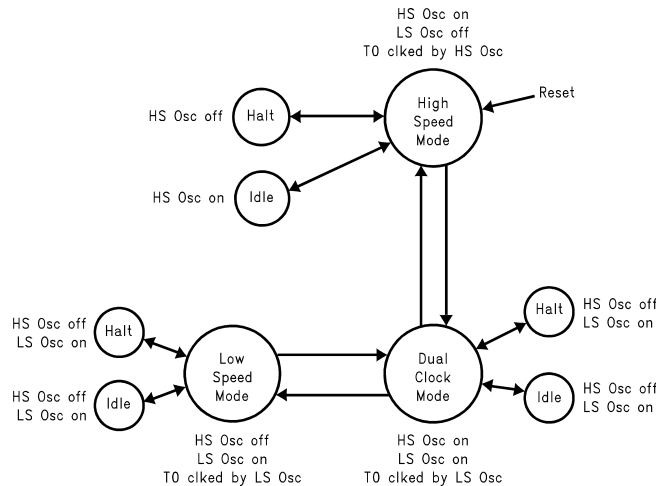 HS Osc on
LS Osc off
T0 clked by HS Osc
High
Speed
Mode
Reset
HS Osc off
Halt
HS Osc on
Idle
HS Osc off
LS Osc on
Halt
HS Osc off
LS Osc on
Idle
Low
Speed
Mode
HS Osc off
LS Osc on
T0 clked by LS Osc
Dual
Clock
Mode
HS Osc on
LS Osc on
T0 clked by LS Osc
Halt
HS Osc off
LS Osc on
Idle
HS Osc off
LS Osc on